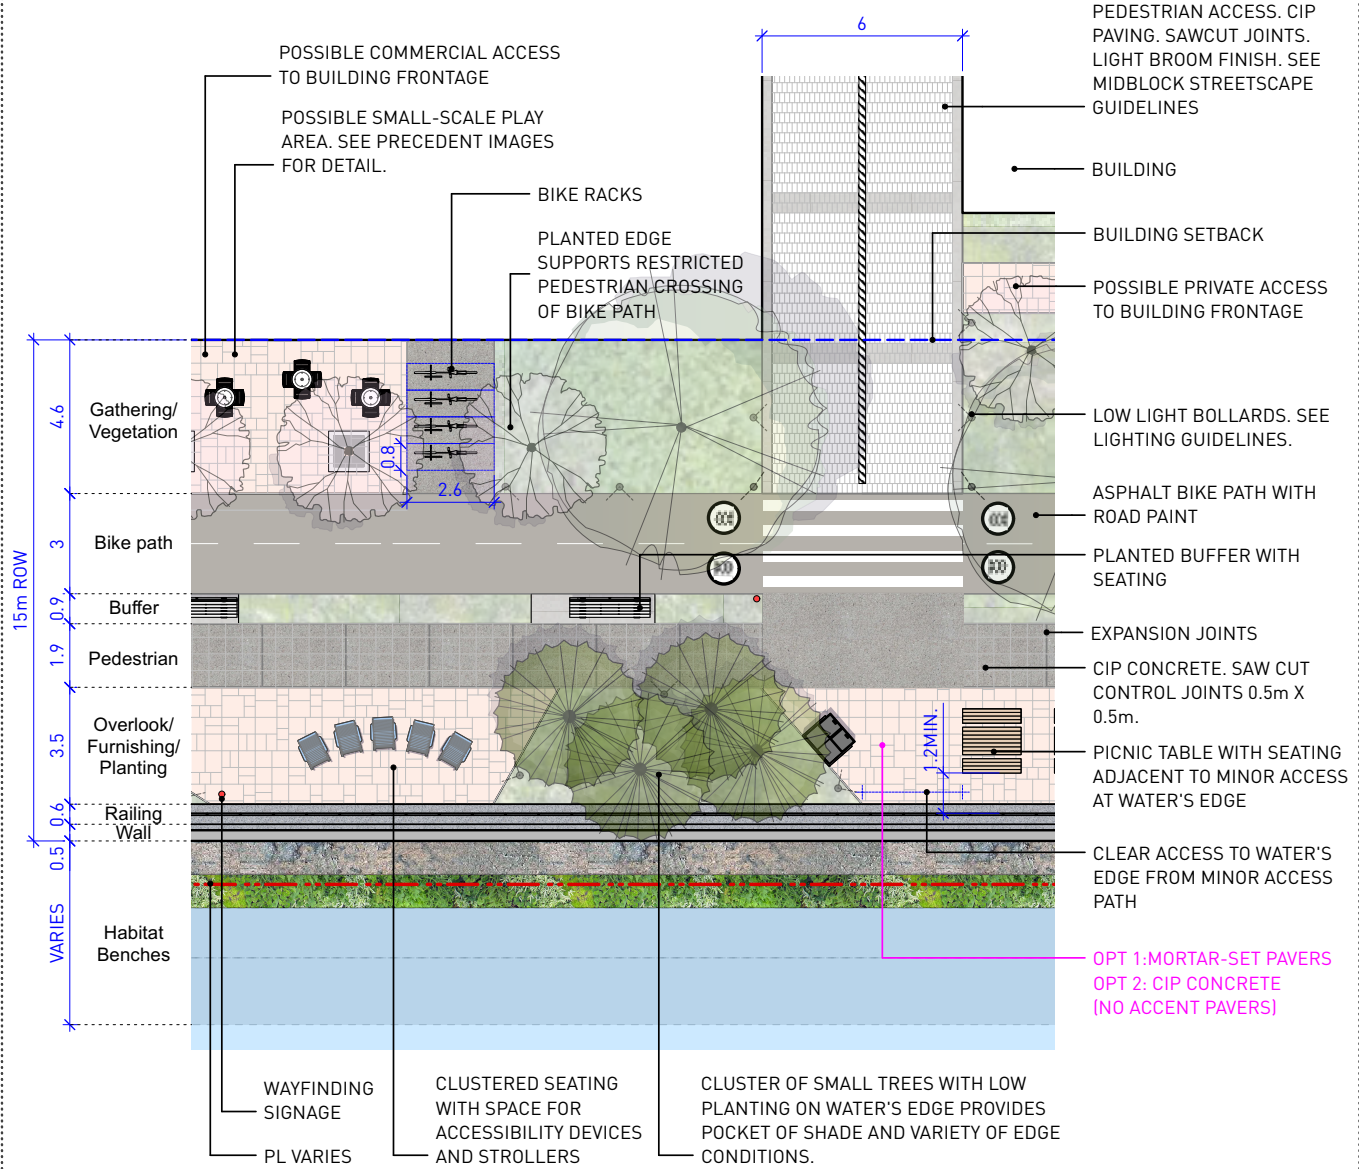 PEDESTRIAN ACCESS. CIP
PAVING. SAWCUT JOINTS.
LIGHT BROOM FINISH. SEE
MIDBLOCK STREETSCAPE
GUIDELINES
6
POSSIBLE COMMERCIAL ACCESS
TO BUILDING FRONTAGE
POSSIBLE SMALL-SCALE PLAY
AREA. SEE PRECEDENT IMAGES
FOR DETAIL.
BIKE RACKS
PLANTED EDGE
SUPPORTS RESTRICTED
PEDESTRIAN CROSSING
OF BIKE PATH
BUILDING
BUILDING SETBACK
POSSIBLE PRIVATE ACCESS
TO BUILDING FRONTAGE
LOW LIGHT BOLLARDS. SEE
LIGHTING GUIDELINES.
ASPHALT BIKE PATH WITH
ROAD PAINT
PLANTED BUFFER WITH
SEATING
EXPANSION JOINTS
CIP CONCRETE. SAW CUT
CONTROL JOINTS 0.5m X
0.5m.
PICNIC TABLE WITH SEATING
ADJACENT TO MINOR ACCESS
AT WATER'S EDGE
CLEAR ACCESS TO WATER'S
EDGE FROM MINOR ACCESS
PATH
OPT 1:MORTAR-SET PAVERS
OPT 2: CIP CONCRETE
(NO ACCENT PAVERS)
15m ROW
4.6
Gathering/
Vegetation
0.8
2.6
3
Bike path
0.9
Buffer
1.9
Pedestrian
3.5
Overlook/
Furnishing/
Planting
1.2MIN.
0.6
Railing
Wall
0.5
VARIES
Habitat
Benches
WAYFINDING
SIGNAGE
PL VARIES
CLUSTERED SEATING
WITH SPACE FOR
ACCESSIBILITY DEVICES
AND STROLLERS
CLUSTER OF SMALL TREES WITH LOW
PLANTING ON WATER'S EDGE PROVIDES
POCKET OF SHADE AND VARIETY OF EDGE
CONDITIONS.